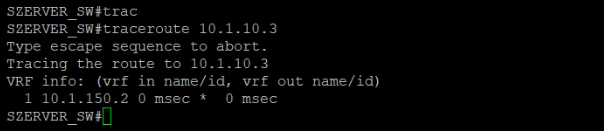 SZERVER_SW#trac
SZERVER_SW#traceroute 10.1.10.3
Type escape sequence to abort.
Tracing the route to 10.1.10.3
VRF info: (vrf in name/id, vrf out name/id)
  1 10.1.150.2 0 msec *  0 msec
SZERVER_SW#